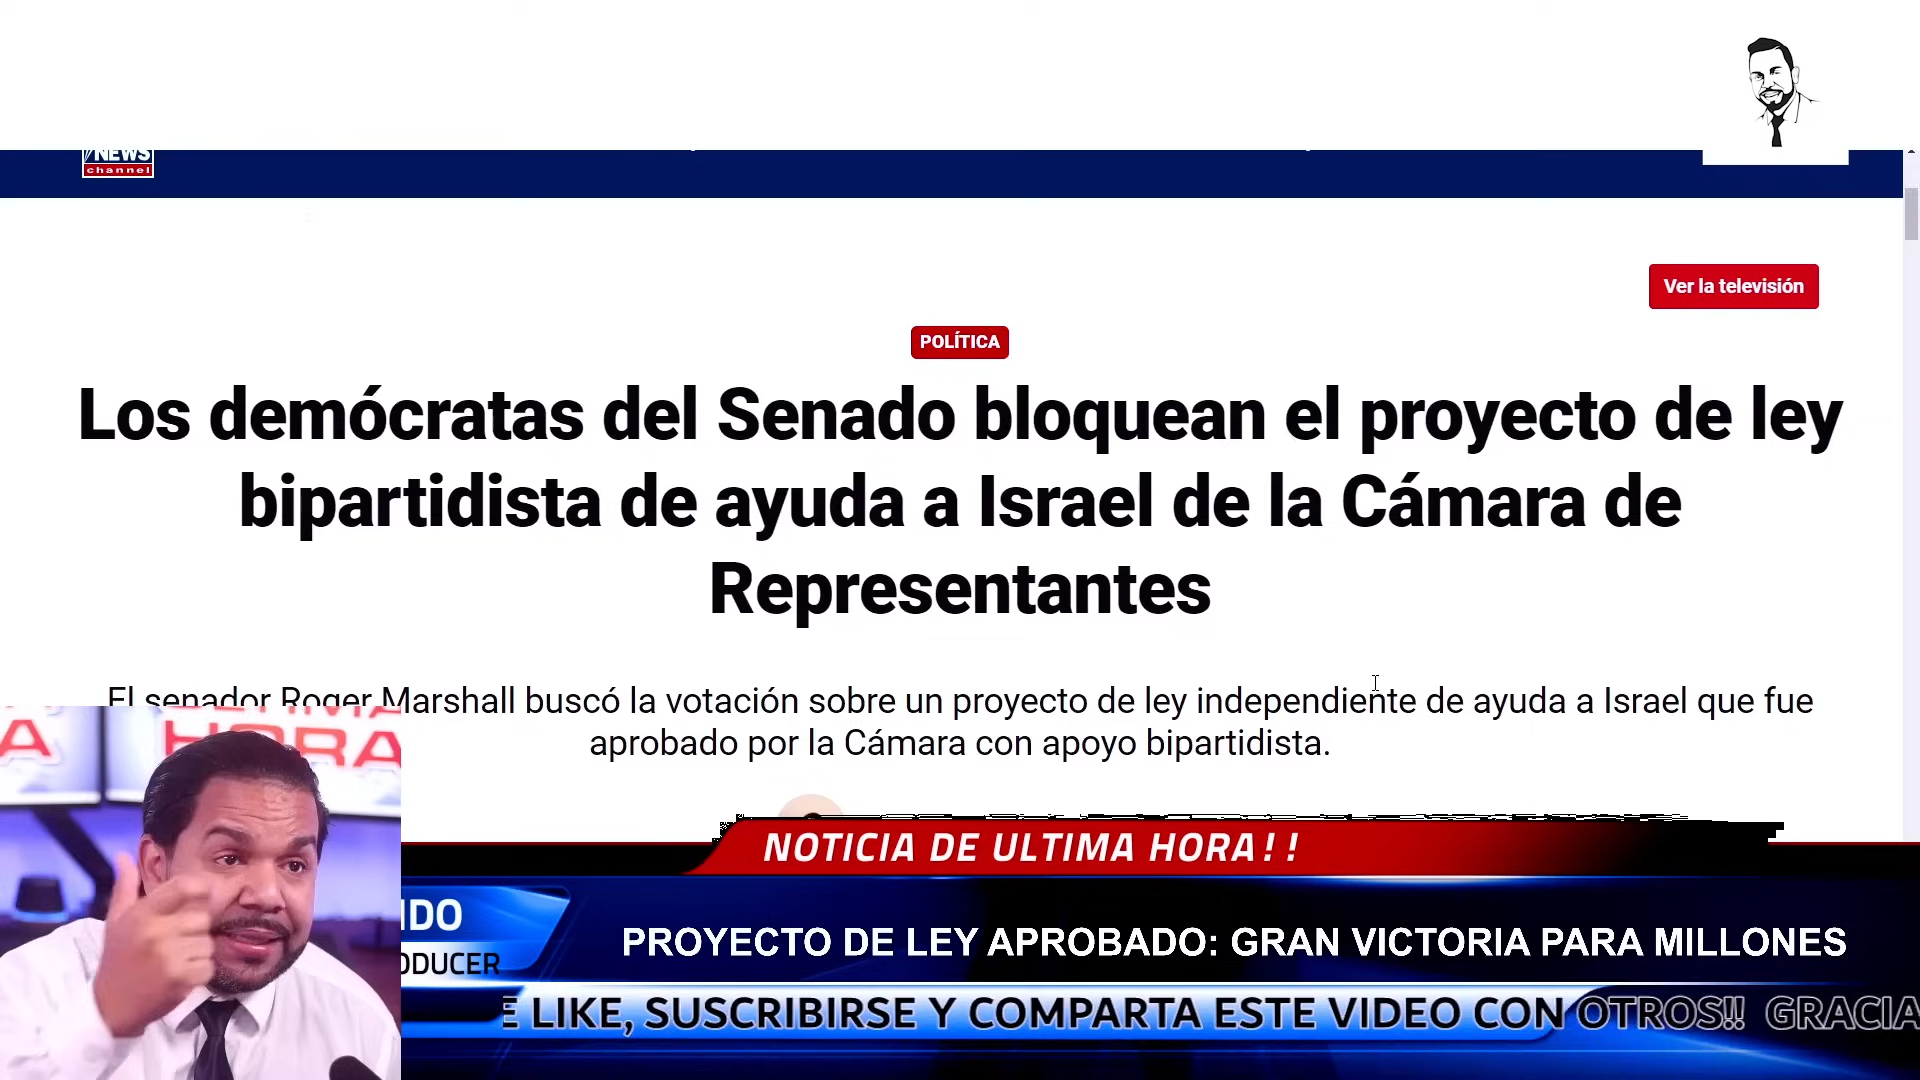 NEWS
channel
Ver la televisión
POLÍTICA
Los demócratas del Senado bloquean el proyecto de ley
bipartidista de ayuda a Israel de la Cámara de
Representantes
El senador Roger Marshall buscó la votación sobre un proyecto de ley independiente de ayuda a Israel que fue
aprobado por la Cámara con apoyo bipartidista.
HORA
NOTICIA DE ULTIMA HORA!!
IDO
PROYECTO DE LEY APROBADO: GRAN VICTORIA PARA MILLONES
ODUCER
E LIKE, SUSCRIBIRSE Y COMPARTA ESTE VIDEO CON OTROS!! GRACIA